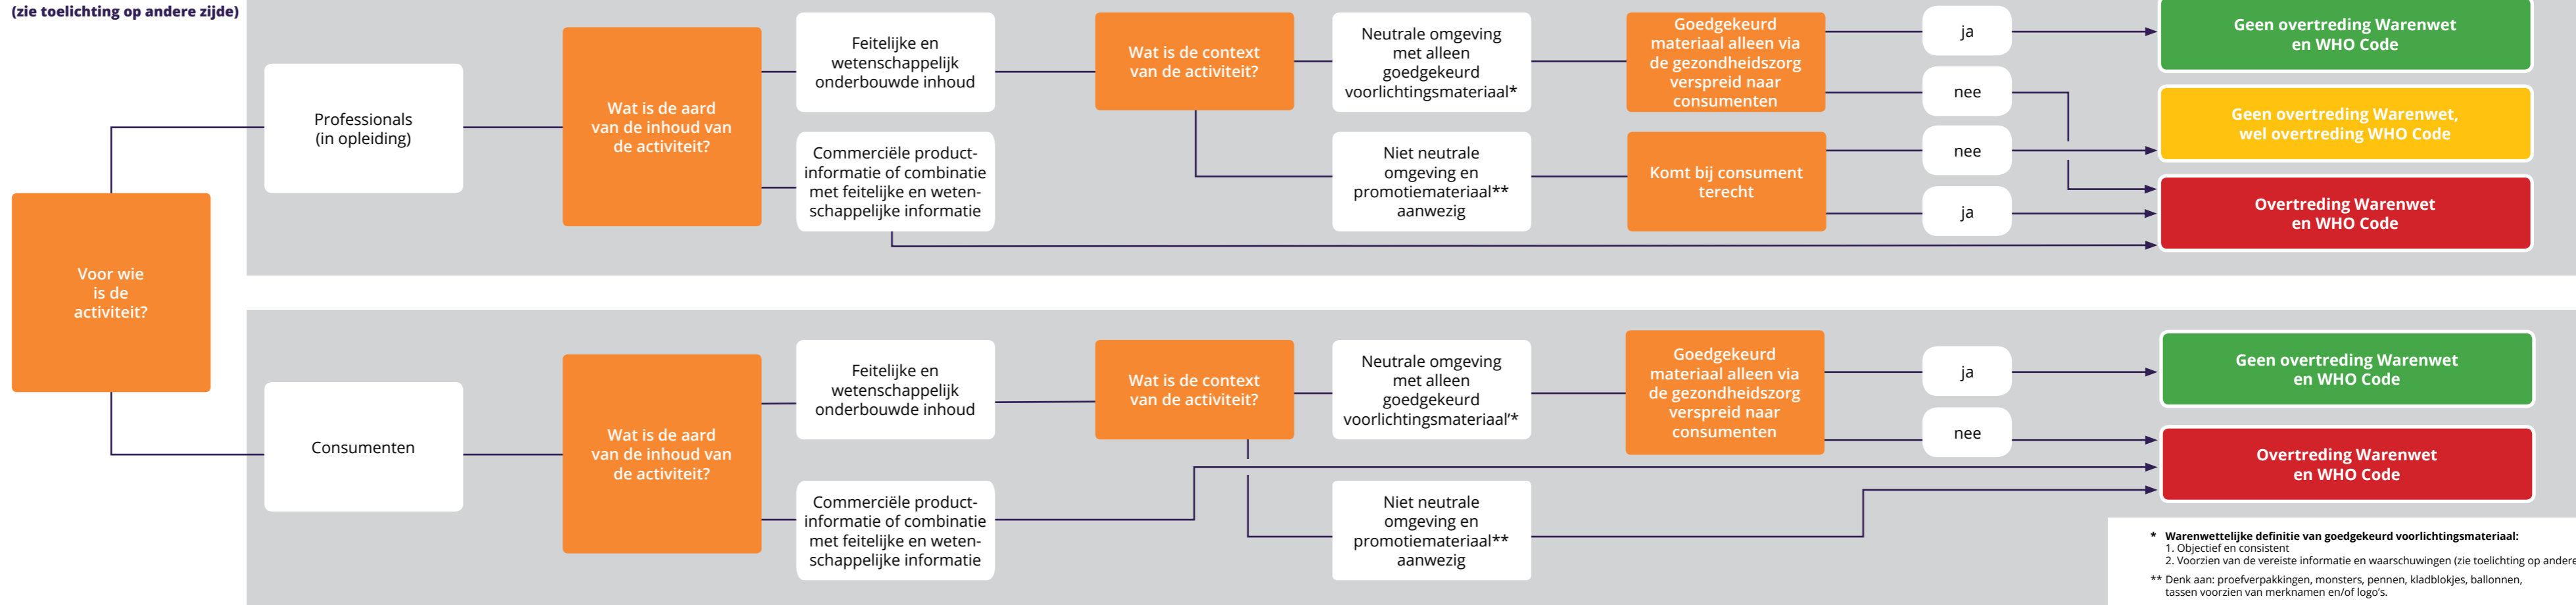 (zie toelichting op andere zijde)
Voor wie
is de
activiteit?
Professionals
(in opleiding)
Wat is de aard
van de inhoud van
de activiteit?
Feitelijke en
wetenschappelijk
onderbouwde inhoud
Commerciële product-
informatie of combinatie
met feitelijke en weten-
schappelijke informatie
Wat is de context
van de activiteit?
Neutrale omgeving
met alleen
goedgekeurd
voorlichtingsmateriaal*
Niet neutrale
omgeving en
promotiemateriaal**
aanwezig
Goedgekeurd
materiaal alleen via
de gezondheidszorg
verspreid naar
consumenten
Komt bij consument
terecht
ja
nee
nee
ja
Geen overtreding Warenwet
en WHO Code
Geen overtreding Warenwet,
wel overtreding WHO Code
Overtreding Warenwet
en WHO Code
Consumenten
Wat is de aard
van de inhoud van
de activiteit?
Feitelijke en
wetenschappelijk
onderbouwde inhoud
Commerciële product-
informatie of combinatie
met feitelijke en weten-
schappelijke informatie
Wat is de context
van de activiteit?
Neutrale omgeving
met alleen
goedgekeurd
voorlichtingsmateriaal’*
Niet neutrale
omgeving en
promotiemateriaal**
aanwezig
Goedgekeurd
materiaal alleen via
de gezondheidszorg
verspreid naar
consumenten
ja
nee
Geen overtreding Warenwet
en WHO Code
Overtreding Warenwet
en WHO Code
* Warenwettelijke definitie van goedgekeurd voorlichtingsmateriaal:
1. Objectief en consistent
2. Voorzien van de vereiste informatie en waarschuwingen (zie toelichting op andere
** Denk aan: proefverpakkingen, monsters, pennen, kladblokjes, ballonnen,
tassen voorzien van merknamen en/of logo’s.